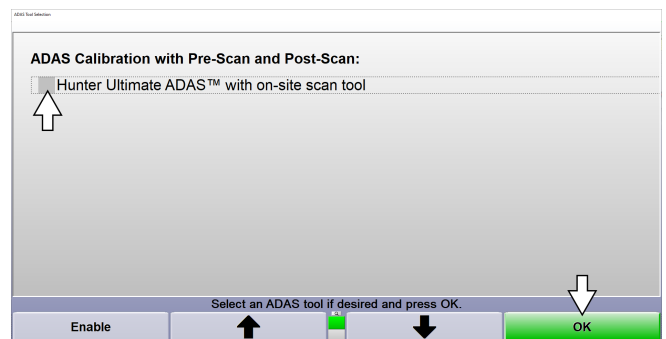 ADAS Tool Selection
ADAS Calibration with Pre-Scan and Post-Scan:
Hunter Ultimate ADAS™ with on-site scan tool
Select an ADAS tool if desired and press OK.
Enable
OK